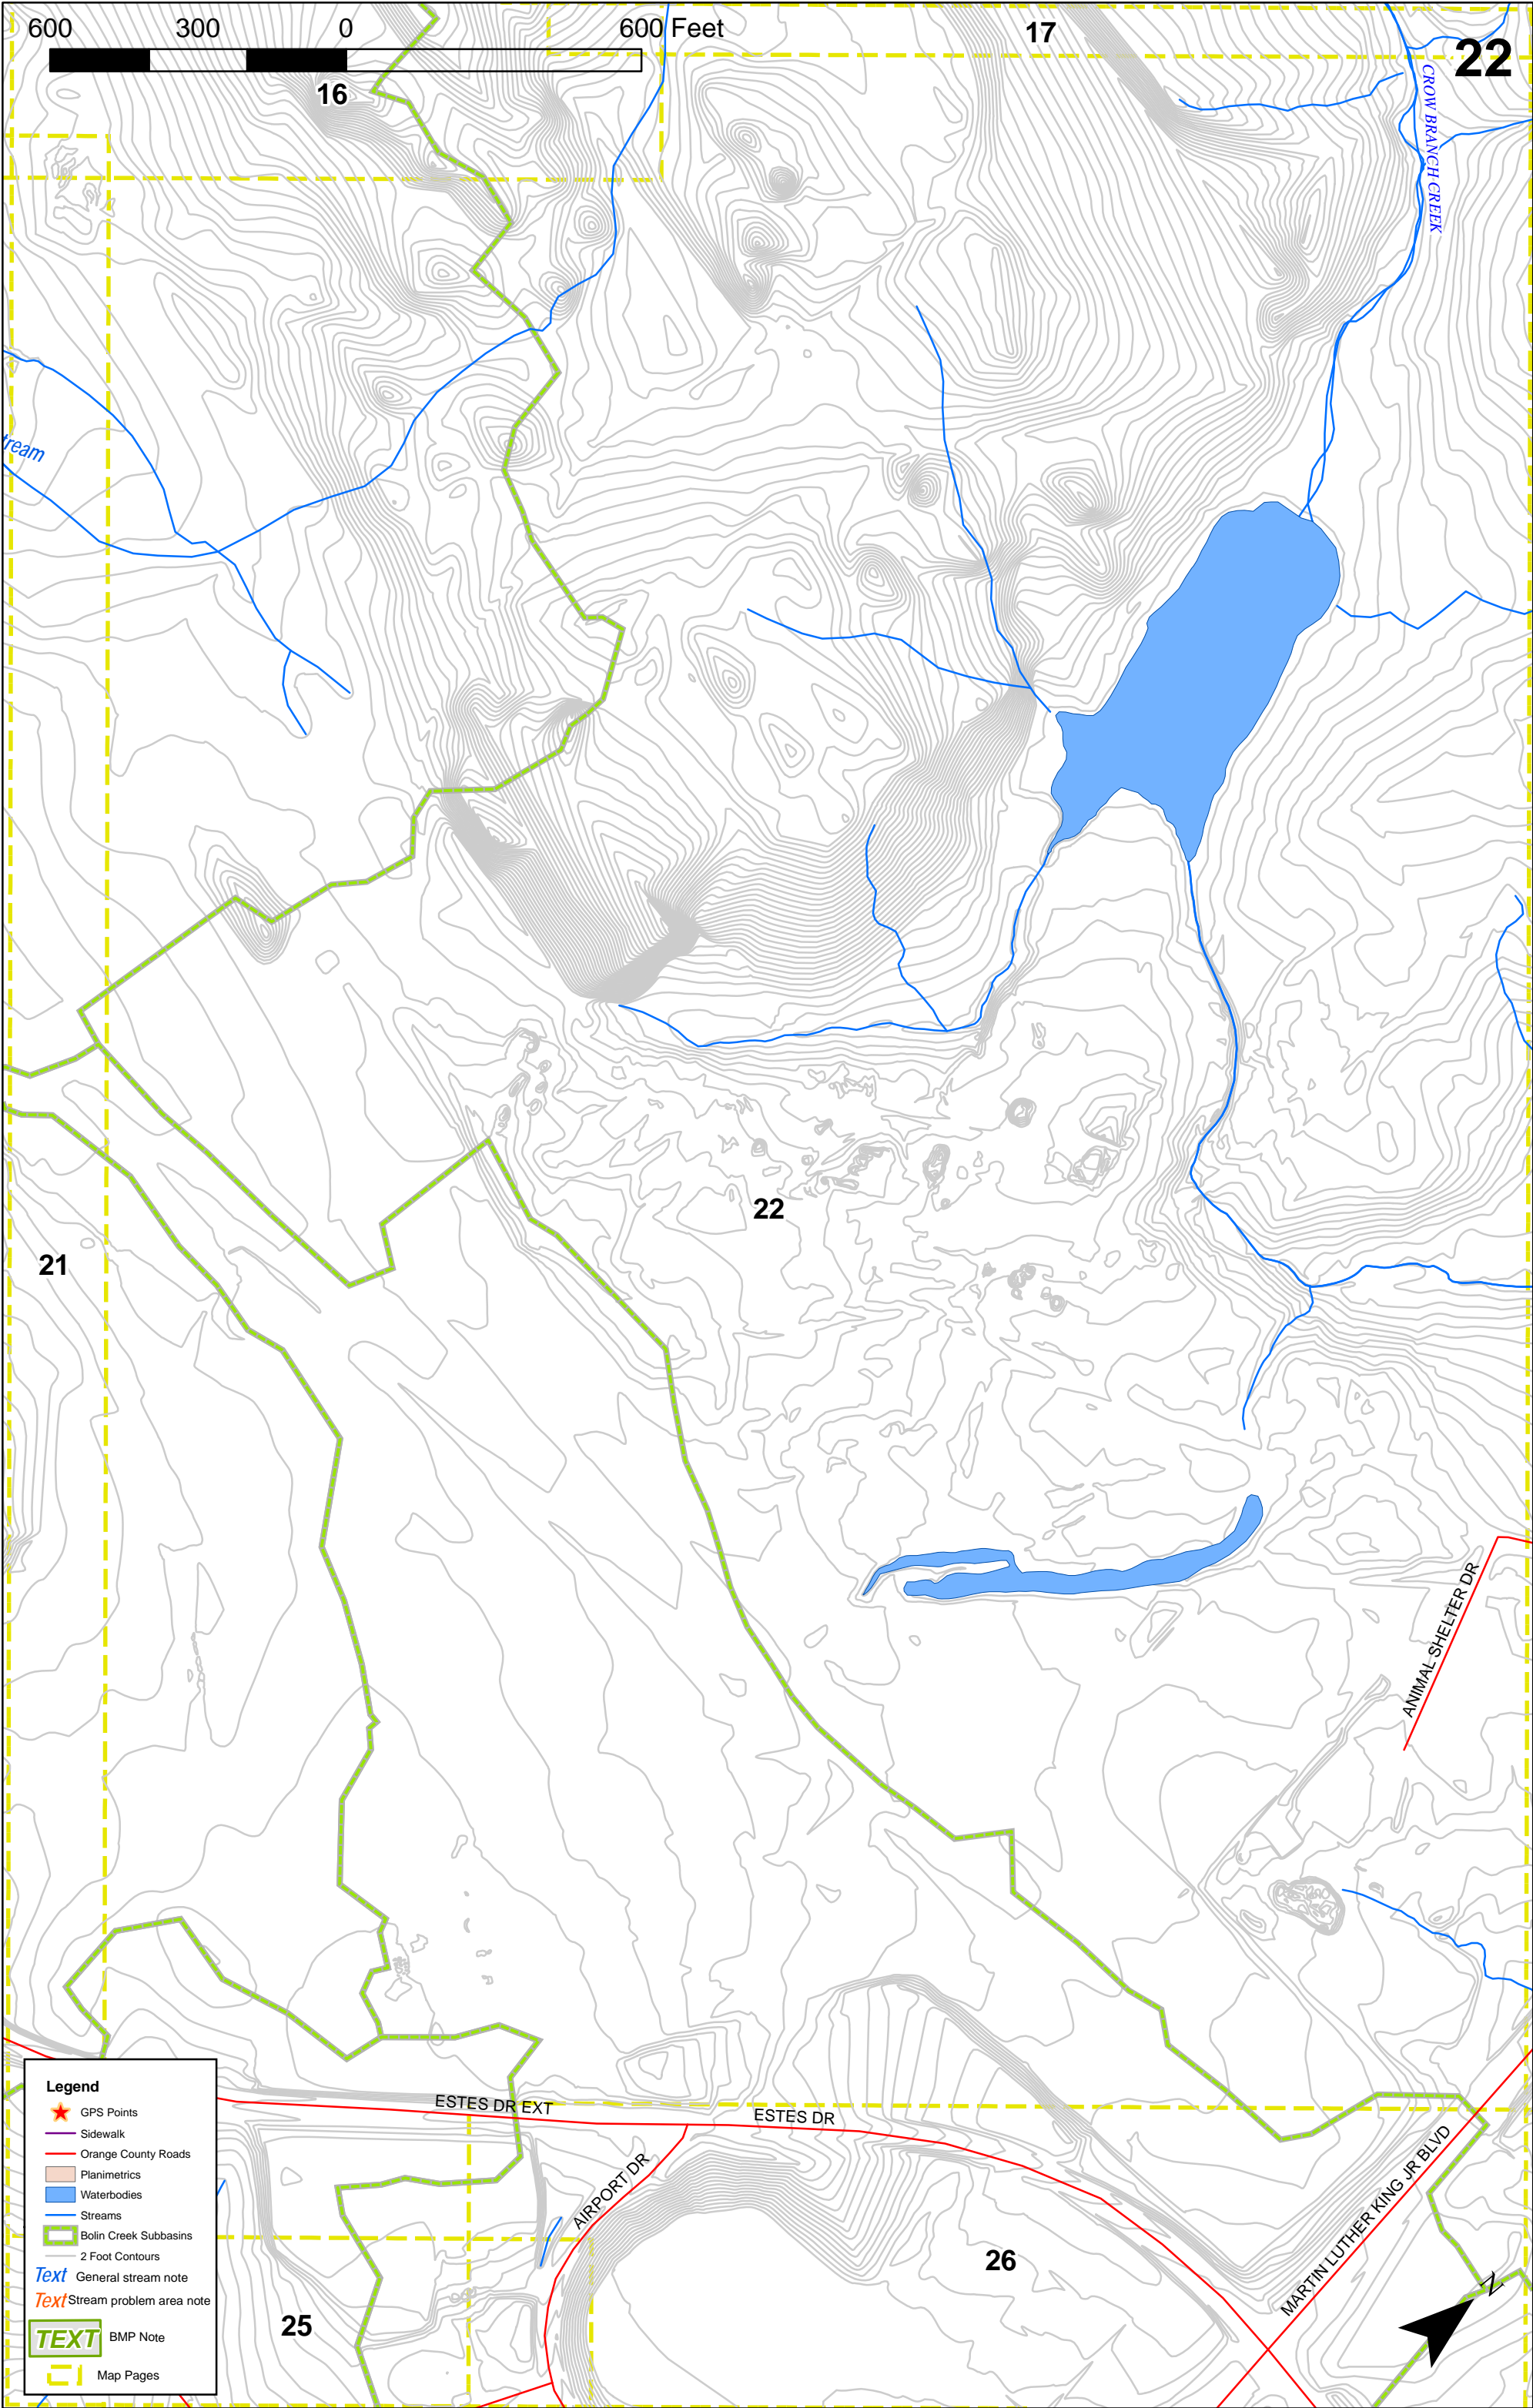 600 300 0 600 Feet
17
22
16
CROW BRANCH CREEK
tream
22
21
ANIMAL SHELTER DR
ESTES DR EXT
ESTES DR
AIRPORT DR
MARTIN LUTHER KING JR BLVD
26
25
N
Legend
GPS Points
Sidewalk
Orange County Roads
Planimetrics
Waterbodies
Streams
Bolin Creek Subbasins
2 Foot Contours
Text General stream note
Text Stream problem area note
TEXT BMP Note
Map Pages